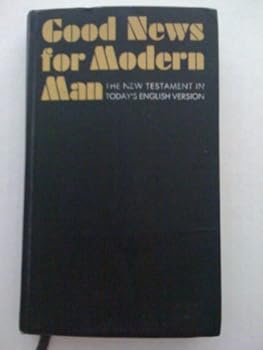 Good News
for Modern
Man
THE NEW TESTAMENT IN
TODAY'S ENGLISH VERSION